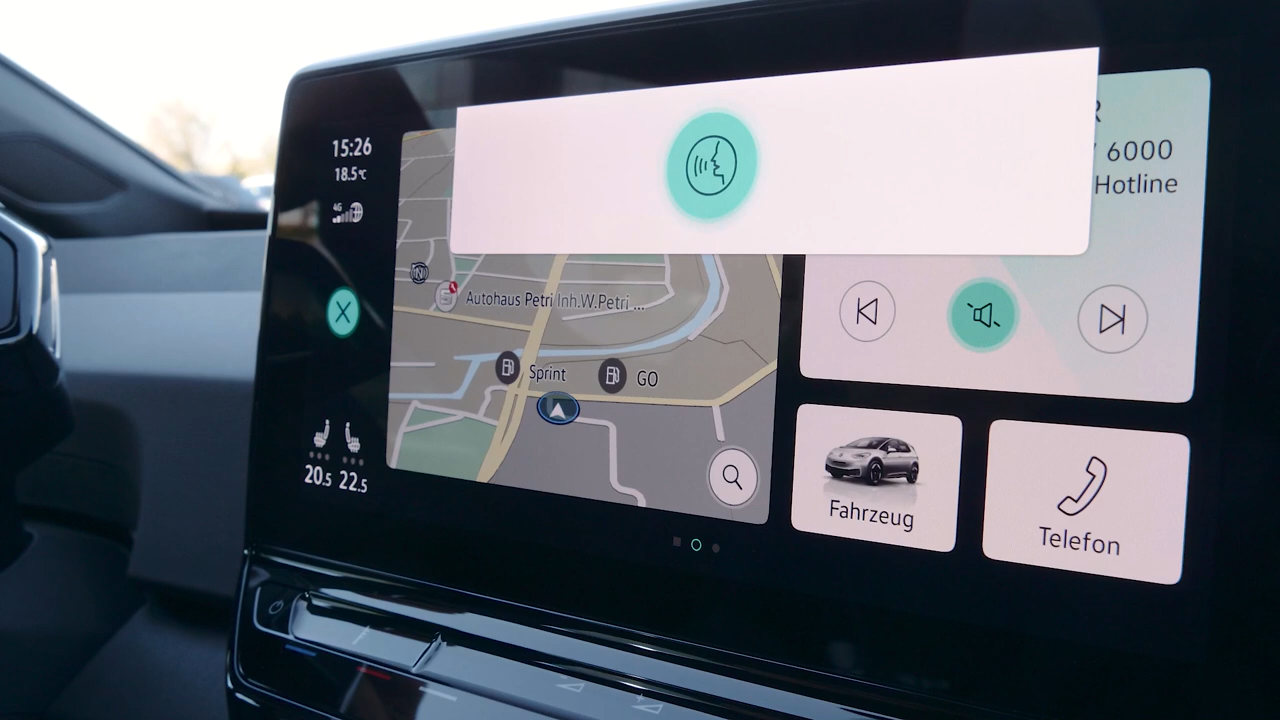 15:26
18.5°C
4G
R
6000
Hotline
Autohaus Petri Inh.W.Petri ...
Sprint
GO
20.5 22.5
Fahrzeug
Telefon